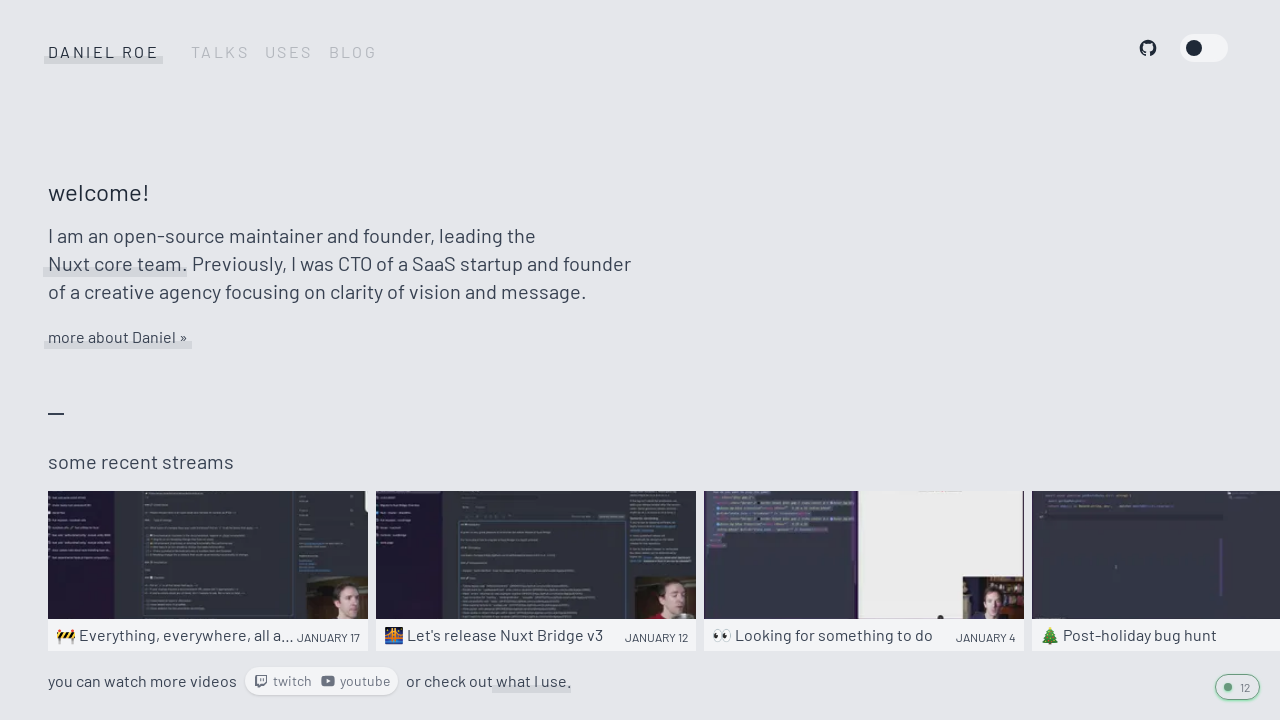 DANIEL ROE TALKS USES BLOG
welcome!
I am an open-source maintainer and founder, leading the
Nuxt core team. Previously, I was CTO of a SaaS startup and founder
of a creative agency focusing on clarity of vision and message.
more about Daniel »
some recent streams
🚧 Everything, everywhere, all a... JANUARY 17
🌉 Let's release Nuxt Bridge v3 JANUARY 12
👀 Looking for something to do JANUARY 4
🎄 Post-holiday bug hunt
you can watch more videos twitch youtube or check out what I use.
12